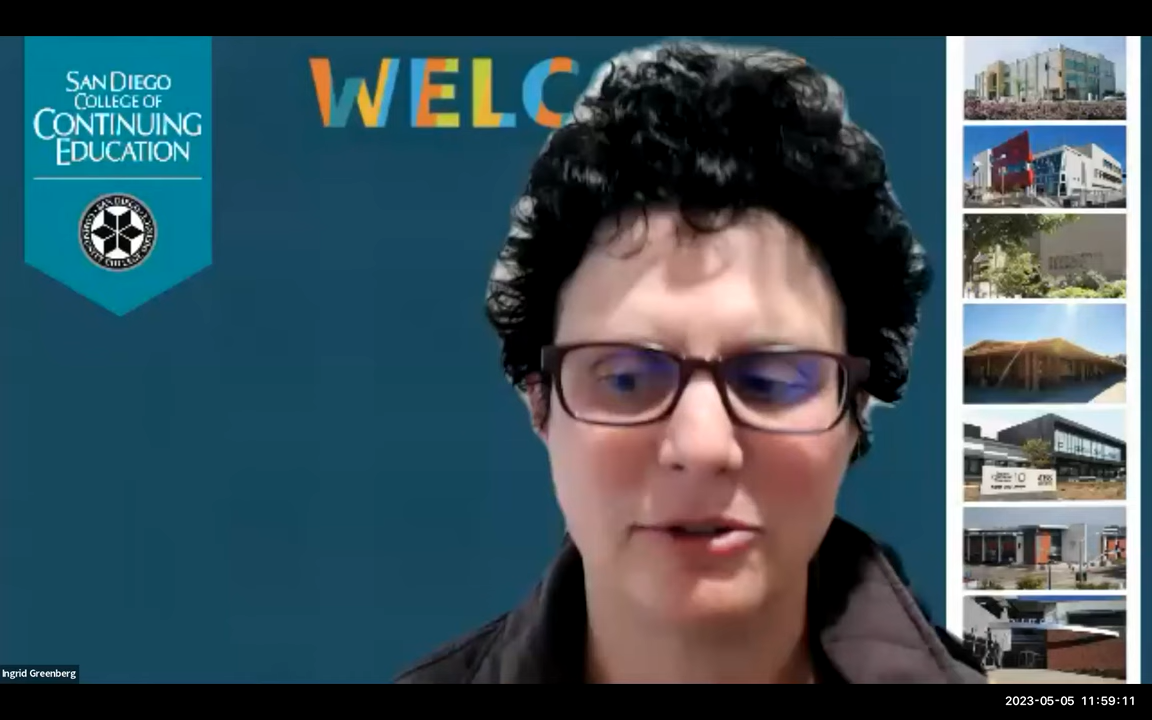 SAN DIEGO
COLLEGE OF
CONTINUING
EDUCATION
WELC
Ingrid Greenberg
2023-05-05 11:59:11